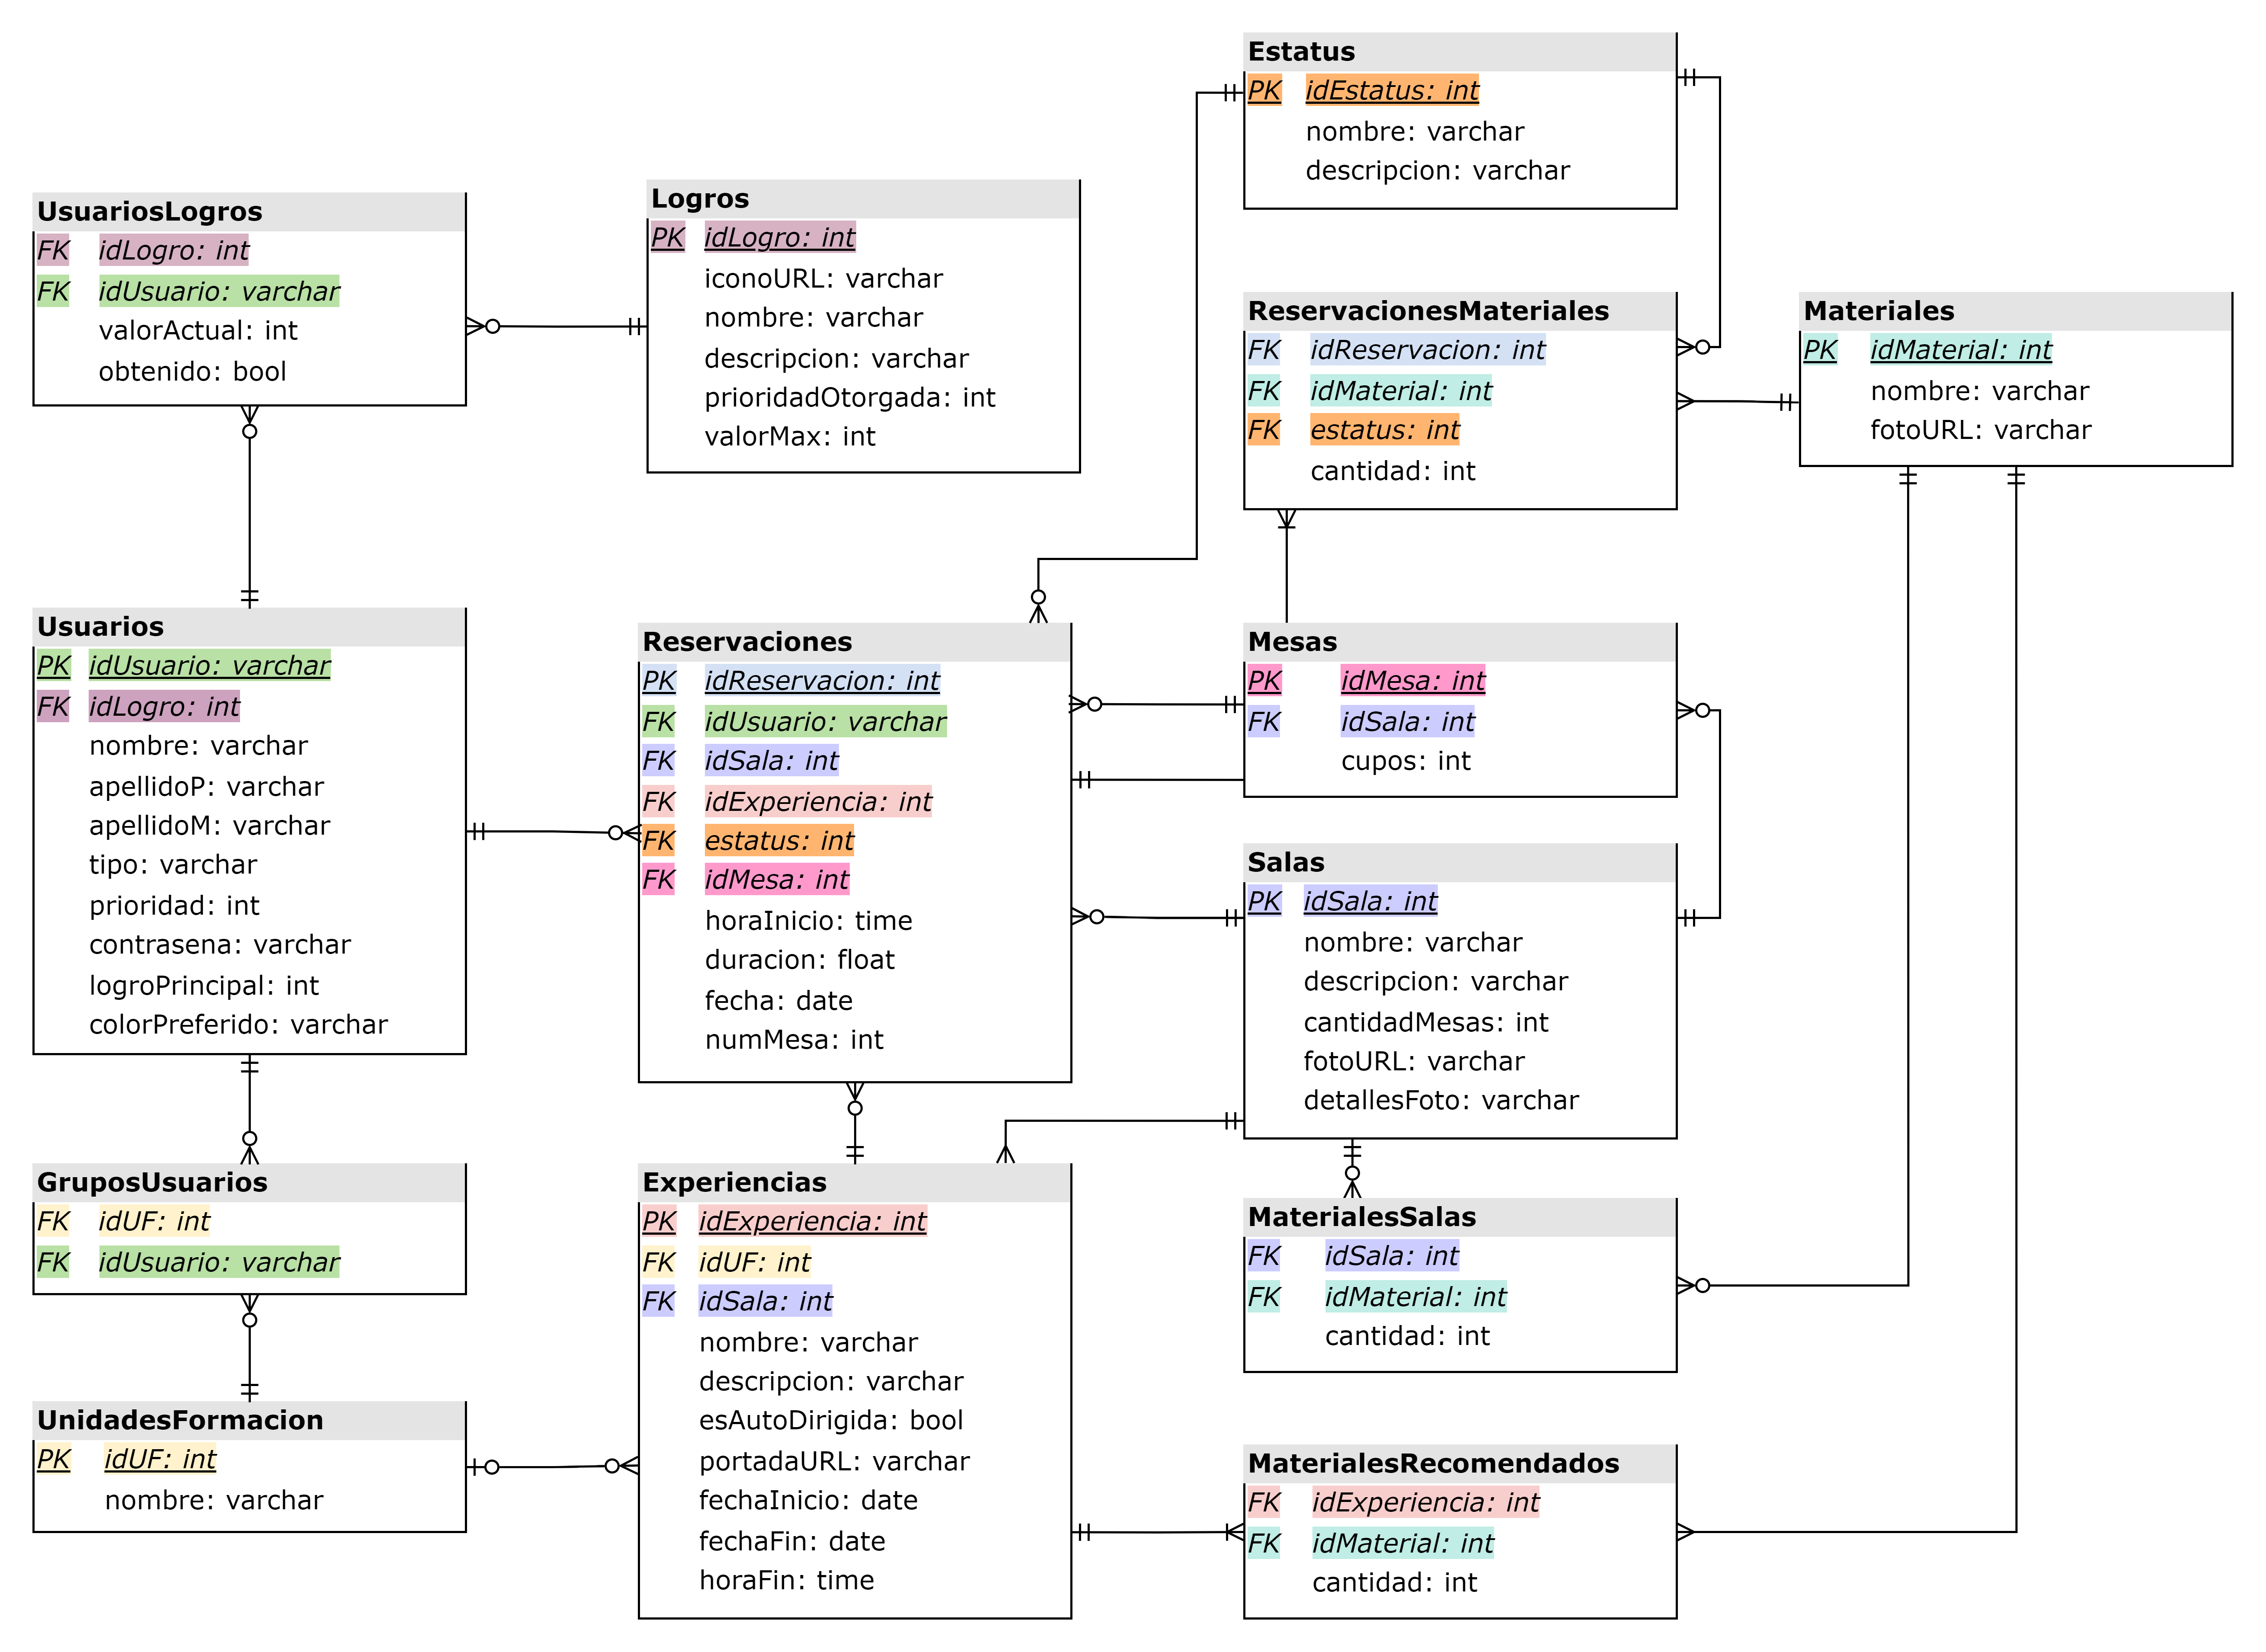 Estatus
PK idEstatus: int
nombre: varchar
descripcion: varchar
UsuariosLogros
FK idLogro: int
FK idUsuario: varchar
valorActual: int
obtenido: bool
Logros
PK idLogro: int
iconoURL: varchar
nombre: varchar
descripcion: varchar
prioridadOtorgada: int
valorMax: int
ReservacionesMateriales
FK idReservacion: int
FK idMaterial: int
FK estatus: int
cantidad: int
Materiales
PK idMaterial: int
nombre: varchar
fotoURL: varchar
Usuarios
PK idUsuario: varchar
FK idLogro: int
nombre: varchar
apellidoP: varchar
apellidoM: varchar
tipo: varchar
prioridad: int
contrasena: varchar
logroPrincipal: int
colorPreferido: varchar
Reservaciones
PK idReservacion: int
FK idUsuario: varchar
FK idSala: int
FK idExperiencia: int
FK estatus: int
FK idMesa: int
horaInicio: time
duracion: float
fecha: date
numMesa: int
Mesas
PK idMesa: int
FK idSala: int
cupos: int
Salas
PK idSala: int
nombre: varchar
descripcion: varchar
cantidadMesas: int
fotoURL: varchar
detallesFoto: varchar
GruposUsuarios
FK idUF: int
FK idUsuario: varchar
Experiencias
PK idExperiencia: int
FK idUF: int
FK idSala: int
nombre: varchar
descripcion: varchar
esAutoDirigida: bool
portadaURL: varchar
fechaInicio: date
fechaFin: date
horaFin: time
MaterialesSalas
FK idSala: int
FK idMaterial: int
cantidad: int
UnidadesFormacion
PK idUF: int
nombre: varchar
MaterialesRecomendados
FK idExperiencia: int
FK idMaterial: int
cantidad: int